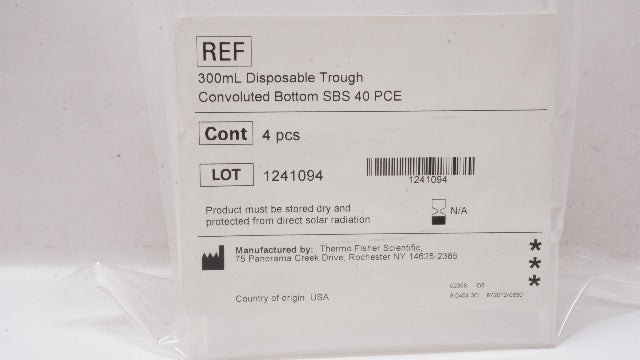 REF
300mL Disposable Trough
Convoluted Bottom SBS 40 PCE
Cont 4 pcs
LOT 1241094
1241094
Product must be stored dry and
protected from direct solar radiation
N/A
Manufactured by: Thermo Fisher Scientific,
75 Panorama Creek Drive, Rochester NY 14625-2385
***
Country of origin: USA